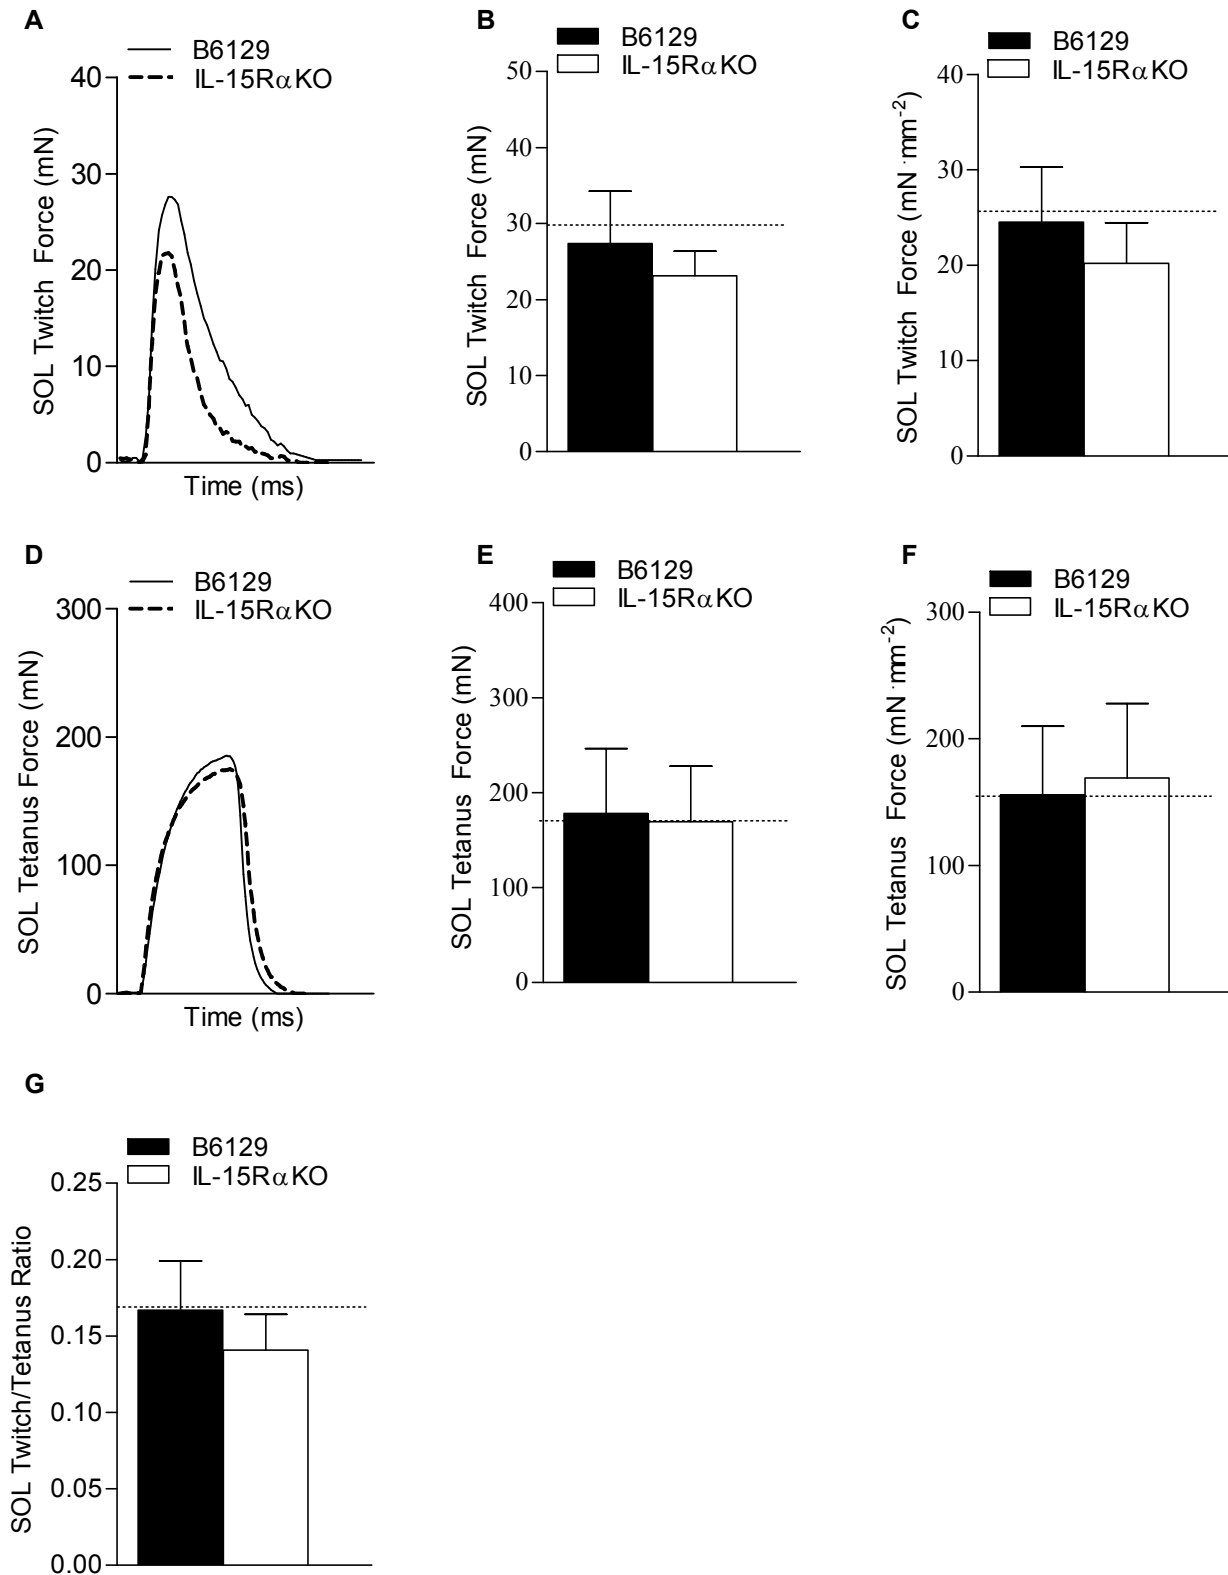 A
B6129
IL-15RαKO
40
30
20
10
0
SOL Twitch Force (mN)
Time (ms)
B
B6129
IL-15RαKO
50
40
30
20
10
0
SOL Twitch Force (mN)
C
B6129
IL-15RαKO
40
30
20
10
0
SOL Twitch Force (mN·mm-2)
D
B6129
IL-15RαKO
300
200
100
0
SOL Tetanus Force (mN)
Time (ms)
E
B6129
IL-15RαKO
400
300
200
100
0
SOL Tetanus Force (mN)
F
B6129
IL-15RαKO
300
200
100
0
SOL Tetanus Force (mN·mm-2)
G
B6129
IL-15RαKO
0.25
0.20
0.15
0.10
0.05
0.00
SOL Twitch/Tetanus Ratio